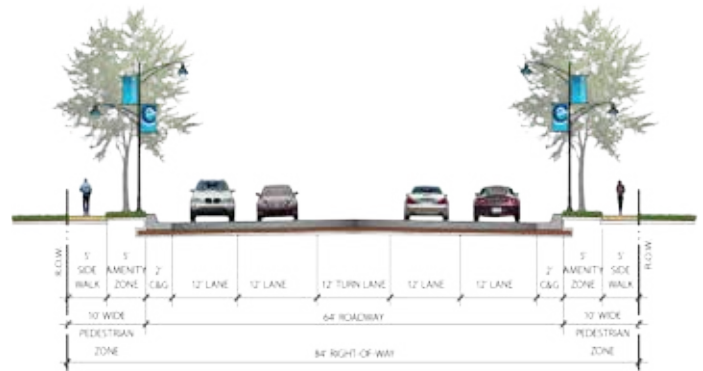 e
e
R.O.W
5'
SIDE
WALK
5'
AMENITY
ZONE
2'
C&G
12' LANE
12' LANE
12' TURN LANE
12' LANE
12' LANE
2'
C&G
5'
AMENITY
ZONE
5'
SIDE
WALK
R.O.W
10' WIDE
PEDESTRIAN
ZONE
64' ROADWAY
10' WIDE
PEDESTRIAN
ZONE
84' RIGHT-OF-WAY